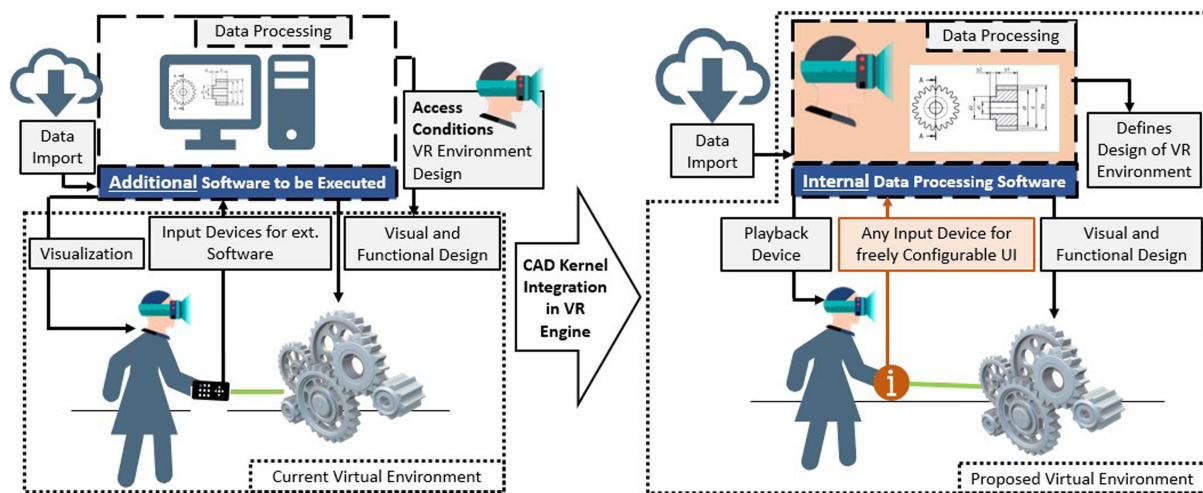 Data Processing
Data
Import
Additional Software to be Executed
Access
Conditions
VR Environment
Design
Visualization
Input Devices for ext.
Software
Visual and
Functional Design
Current Virtual Environment
CAD Kernel
Integration
in VR
Engine
Data Processing
Data
Import
Internal Data Processing Software
Defines
Design of VR
Environment
Playback
Device
Any Input Device for
freely Configurable UI
Visual and
Functional Design
i
Proposed Virtual Environment